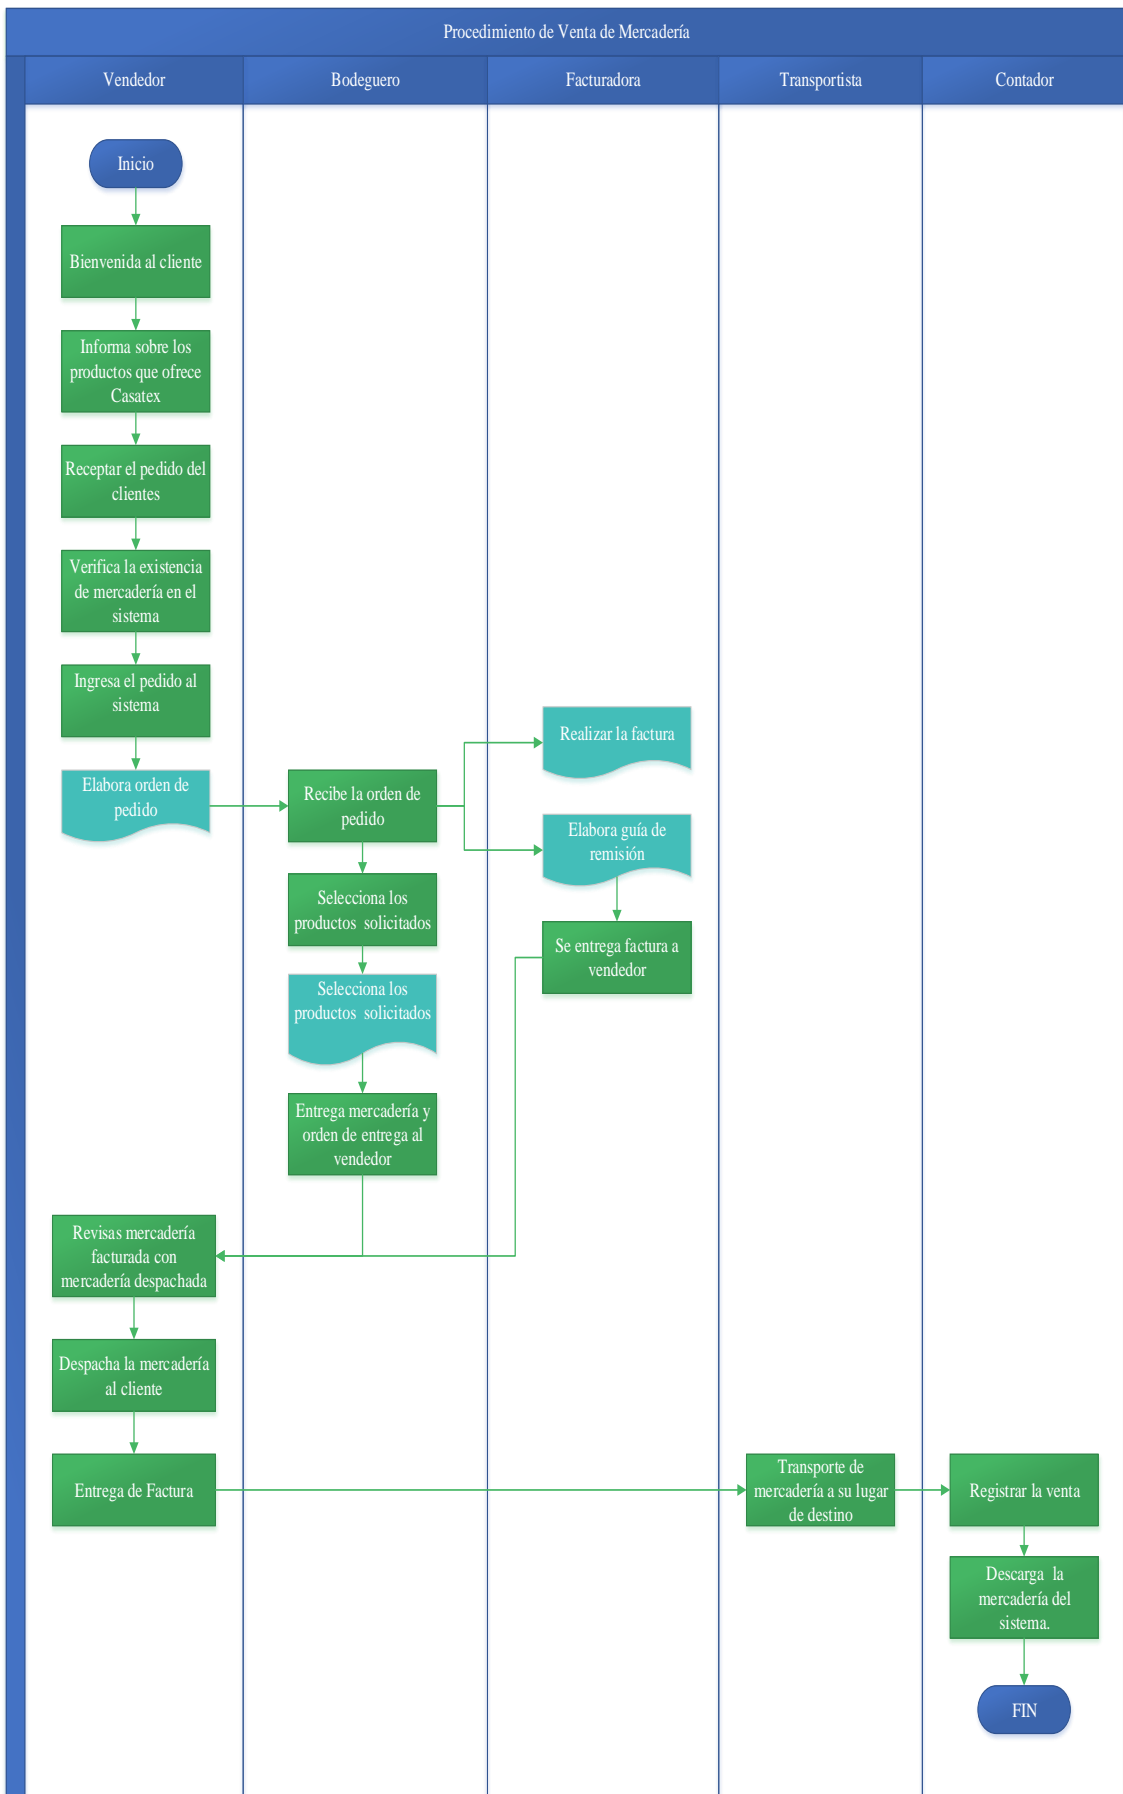 Procedimiento de Venta de Mercadería
Vendedor
Bodeguero
Facturadora
Transportista
Contador
Inicio
Bienvenida al cliente
Informa sobre los
productos que ofrece
Casatex
Receptar el pedido del
clientes
Verifica la existencia
de mercadería en el
sistema
Ingresa el pedido al
sistema
Elabora orden de
pedido
Recibe la orden de
pedido
Realizar la factura
Elabora guía de
remisión
Se entrega factura a
vendedor
Selecciona los
productos solicitados
Selecciona los
productos solicitados
Entrega mercadería y
orden de entrega al
vendedor
Revisas mercadería
facturada con
mercadería despachada
Despacha la mercadería
al cliente
Entrega de Factura
Transporte de
mercadería a su lugar
de destino
Registrar la venta
Descarga la
mercadería del
sistema.
FIN